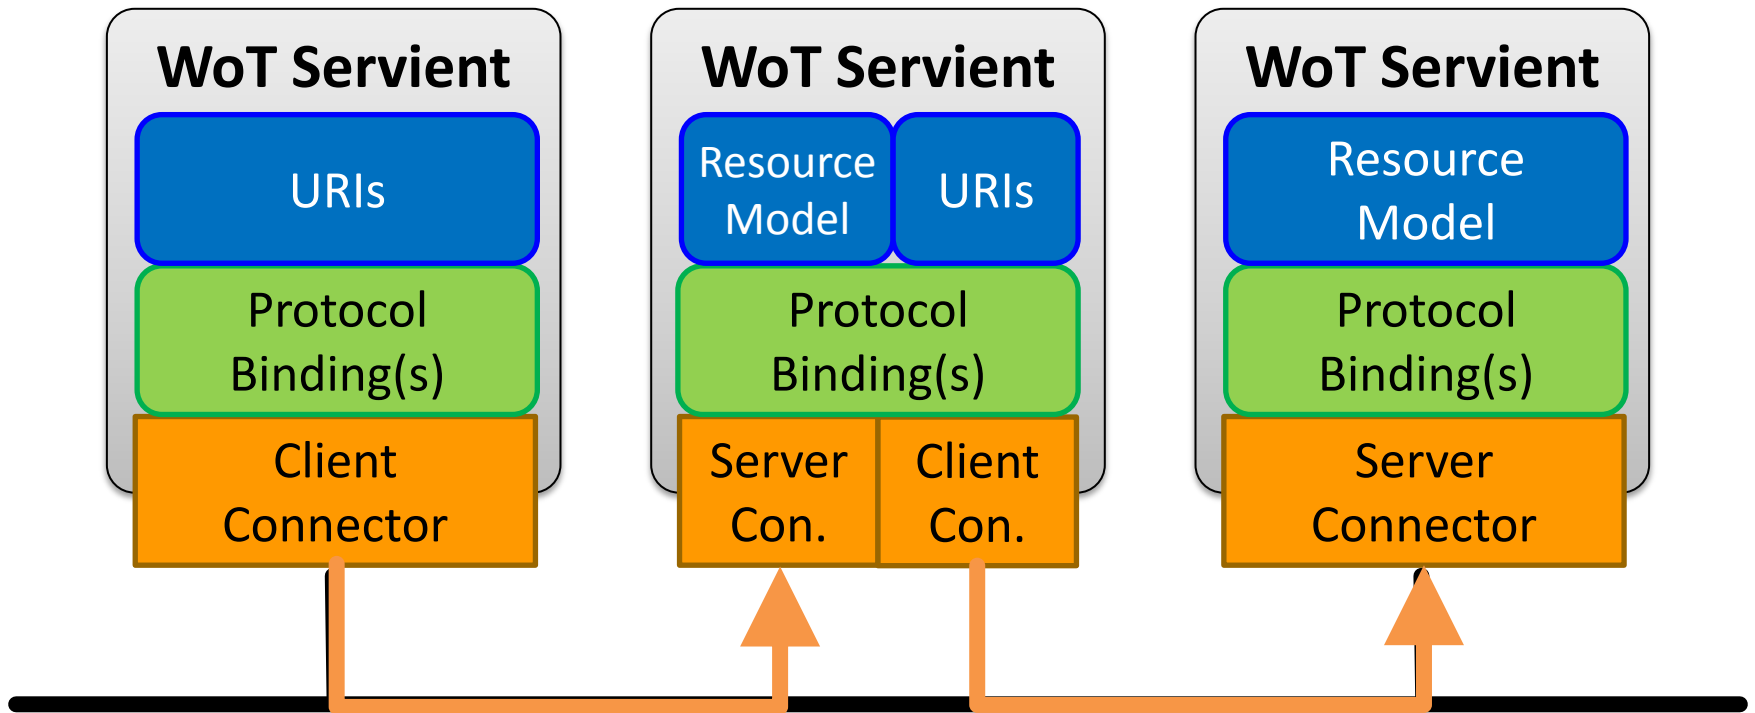 WoT Servient
URIs
Protocol
Binding(s)
Client
Connector
WoT Servient
Resource
Model
URIs
Protocol
Binding(s)
Server
Con.
Client
Con.
WoT Servient
Resource
Model
Protocol
Binding(s)
Server
Connector